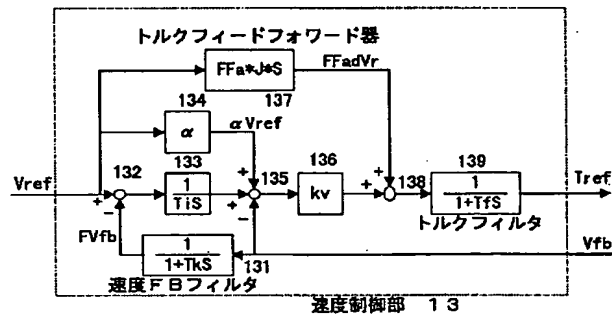 トルクフィードフォワード器
FFa*J*S
FFadVr
134
137
α
αVref
132
133
135
136
139
Vref
+
-
1
TiS
+
+
-
kv
+
+
138
1
1+TfS
Tref
トルクフィルタ
FVfb
1
1+TkS
131
Vfb
速度FBフィルタ
速度制御部 13